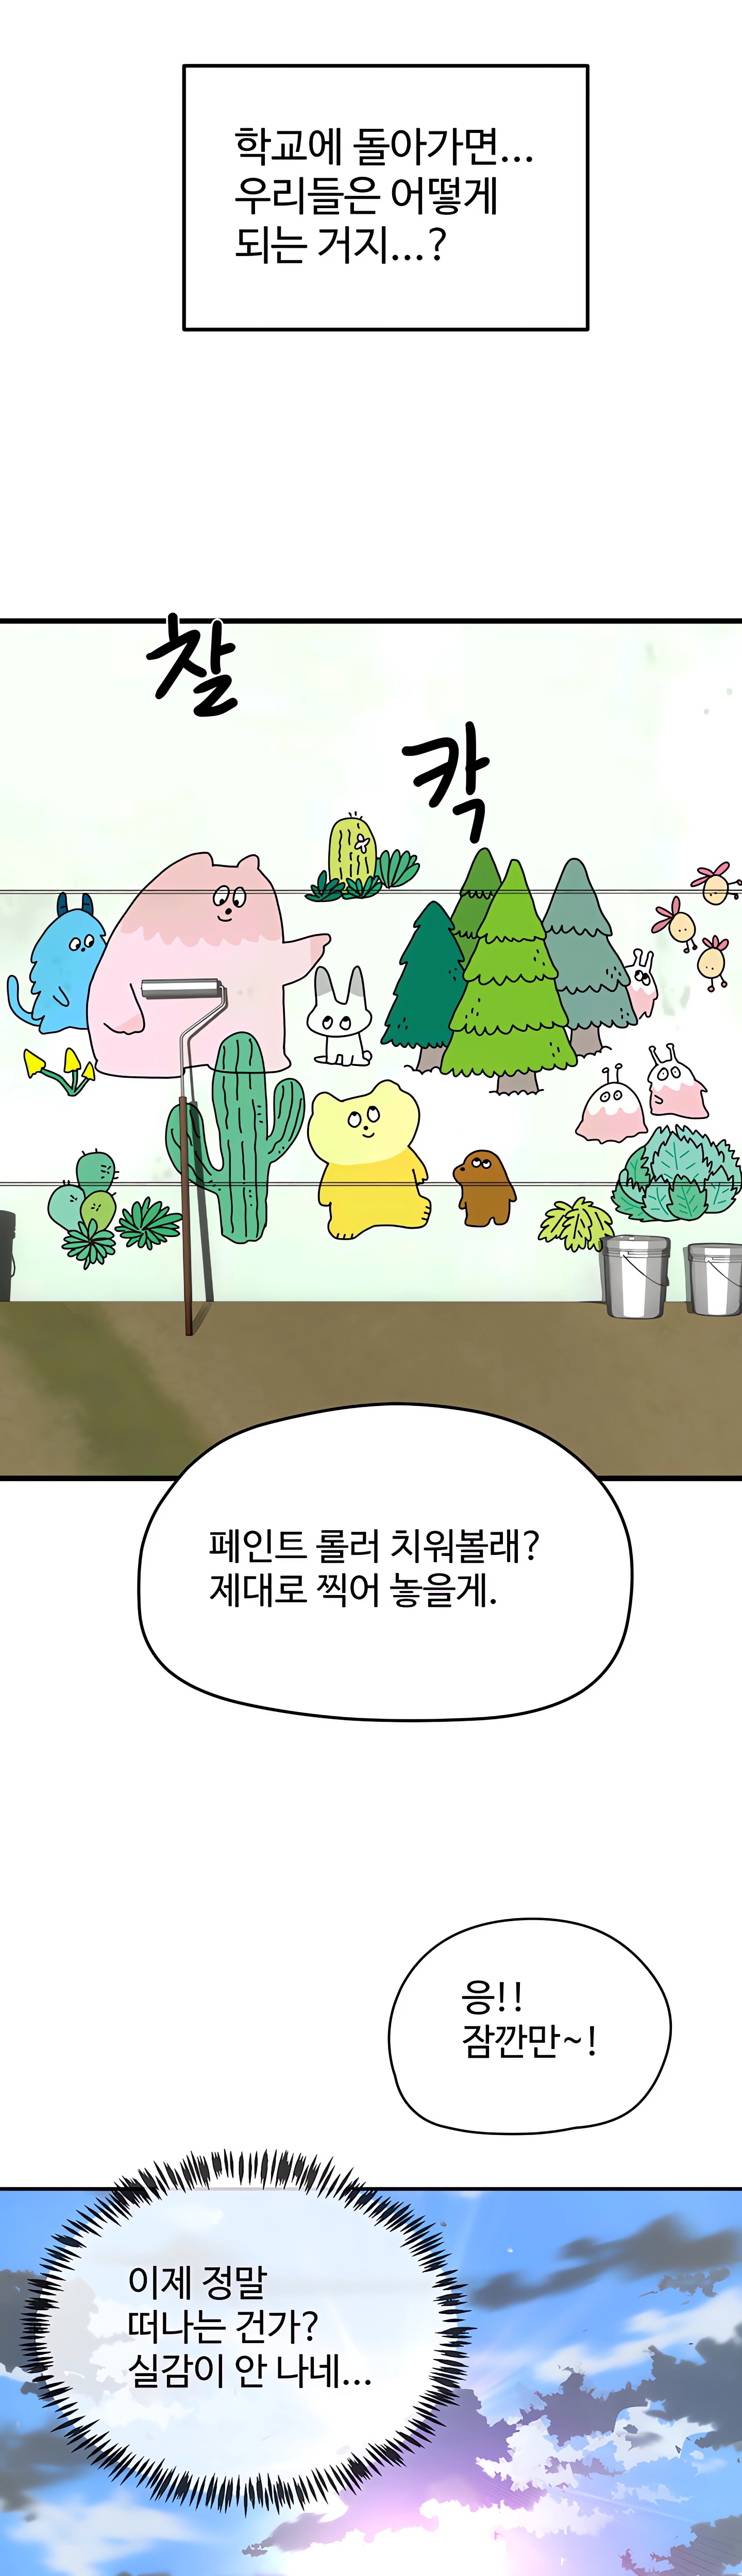 학교에 돌아가면...
우리들은 어떻게
되는 거지...?
찰
칵
페인트 롤러 치워볼래?
제대로 찍어 놓을게.
응!!
잠깐만~!
이제 정말
떠나는 건가?
실감이 안 나네...